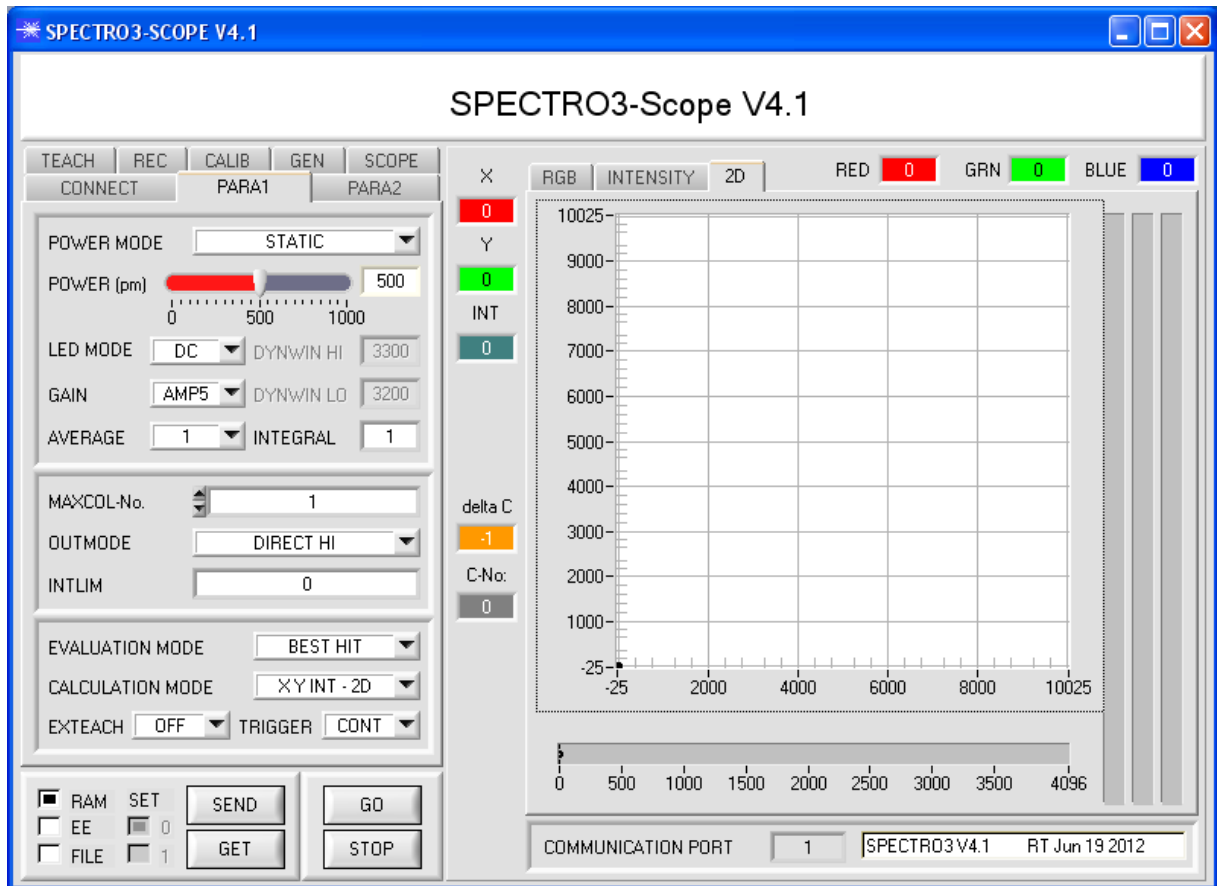 SPECTRO3-SCOPE V4.1
SPECTRO3-Scope V4.1
TEACH REC CALIB GEN SCOPE
CONNECT PARA1 PARA2
POWER MODE STATIC
POWER (pm) 500
0 500 1000
LED MODE DC DYNWIN HI 3300
GAIN AMP5 DYNWIN LO 3200
AVERAGE 1 INTEGRAL 1
MAXCOL-No. 1
OUTMODE DIRECT HI
INTLIM 0
EVALUATION MODE BEST HIT
CALCULATION MODE X Y INT - 2D
EXTEACH OFF TRIGGER CONT
RAM SET SEND GO
EE 0
FILE 1 GET STOP
X
0
Y
0
INT
0
delta C
-1
C-No:
0
RGB INTENSITY 2D RED 0 GRN 0 BLUE 0
10025
9000
8000
7000
6000
5000
4000
3000
2000
1000
-25
-25 2000 4000 6000 8000 10025
0 500 1000 1500 2000 2500 3000 3500 4096
COMMUNICATION PORT 1 SPECTRO3 V4.1 RT Jun 19 2012